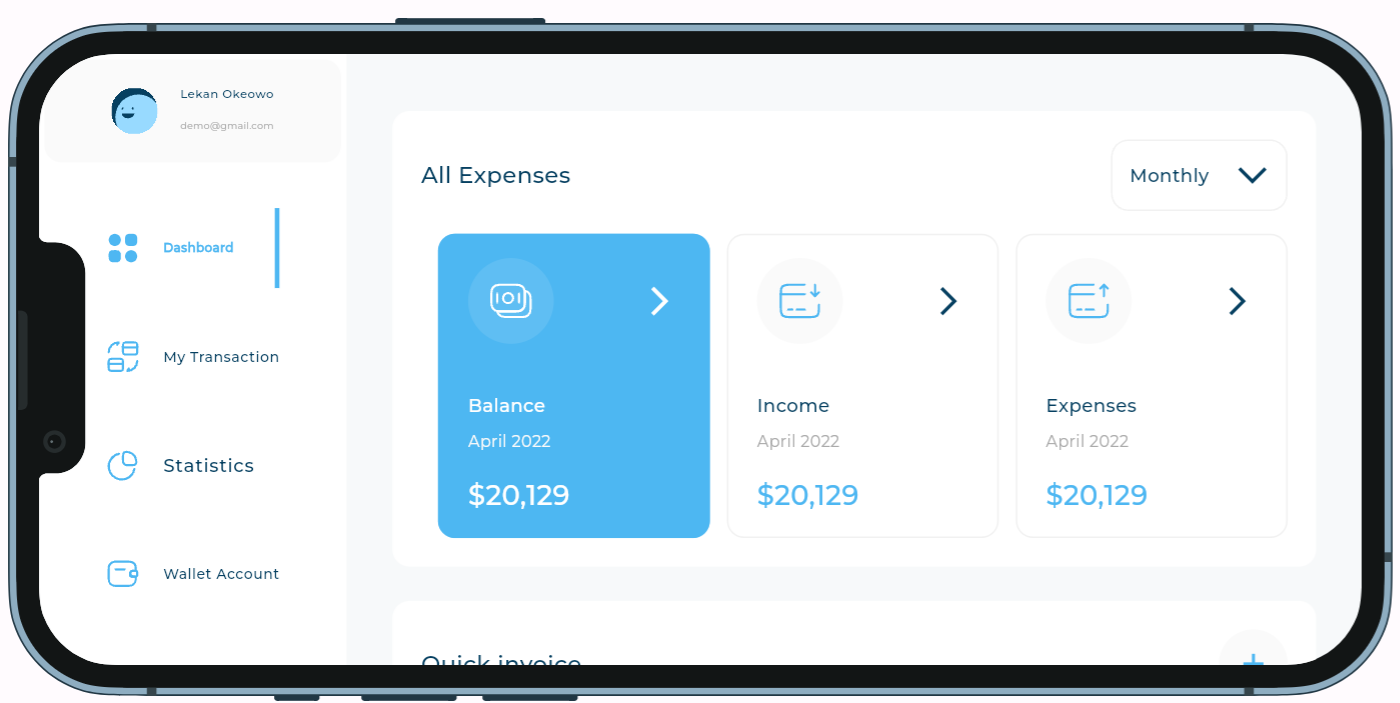 Lekan Okeowo
demo@gmail.com
Dashboard
My Transaction
Statistics
Wallet Account
All Expenses
Monthly
Balance
April 2022
$20,129
Income
April 2022
$20,129
Expenses
April 2022
$20,129
Quick invoice